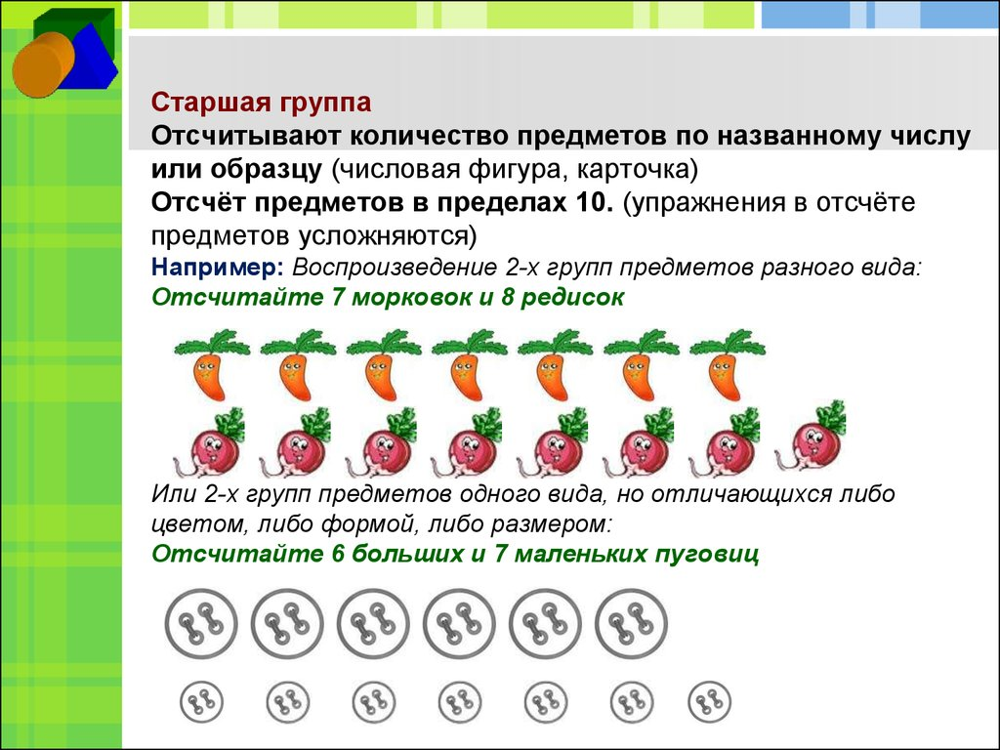 Старшая группа
Отсчитывают количество предметов по названному числу
или образцу (числовая фигура, карточка)
Отсчёт предметов в пределах 10. (упражнения в отсчёте
предметов усложняются)
Например: Воспроизведение 2-х групп предметов разного вида:
Отсчитайте 7 морковок и 8 редисок
Или 2-х групп предметов одного вида, но отличающихся либо
цветом, либо формой, либо размером:
Отсчитайте 6 больших и 7 маленьких пуговиц